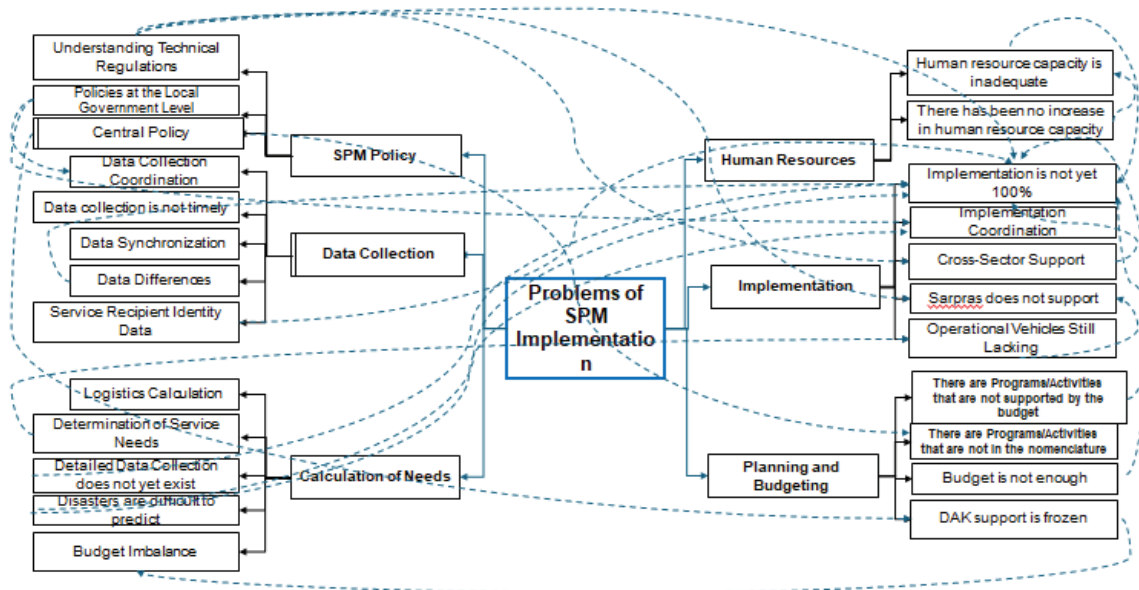 Understanding Technical
Regulations
Policies at the Local
Government Level
Central Policy
Data Collection
Coordination
Data collection is not timely
Data Synchronization
Data Differences
Service Recipient Identity
Data
SPM Policy
Data Collection
Logistics Calculation
Determination of Service
Needs
Detailed Data Collection
does not yet exist
Disasters are difficult to
predict
Budget Imbalance
Calculation of Needs
Problems of
SPM
Implementatio
n
Human Resources
Human resource capacity is
inadequate
There has been no increase
in human resource capacity
Implementation
Implementation is not yet
100%
Implementation
Coordination
Cross-Sector Support
Sarpras does not support
Operational Vehicles Still
Lacking
Planning and
Budgeting
There are Programs/Activities
that are not supported by the
budget
There are Programs/Activities
that are not in the nomenclature
Budget is not enough
DAK support is frozen